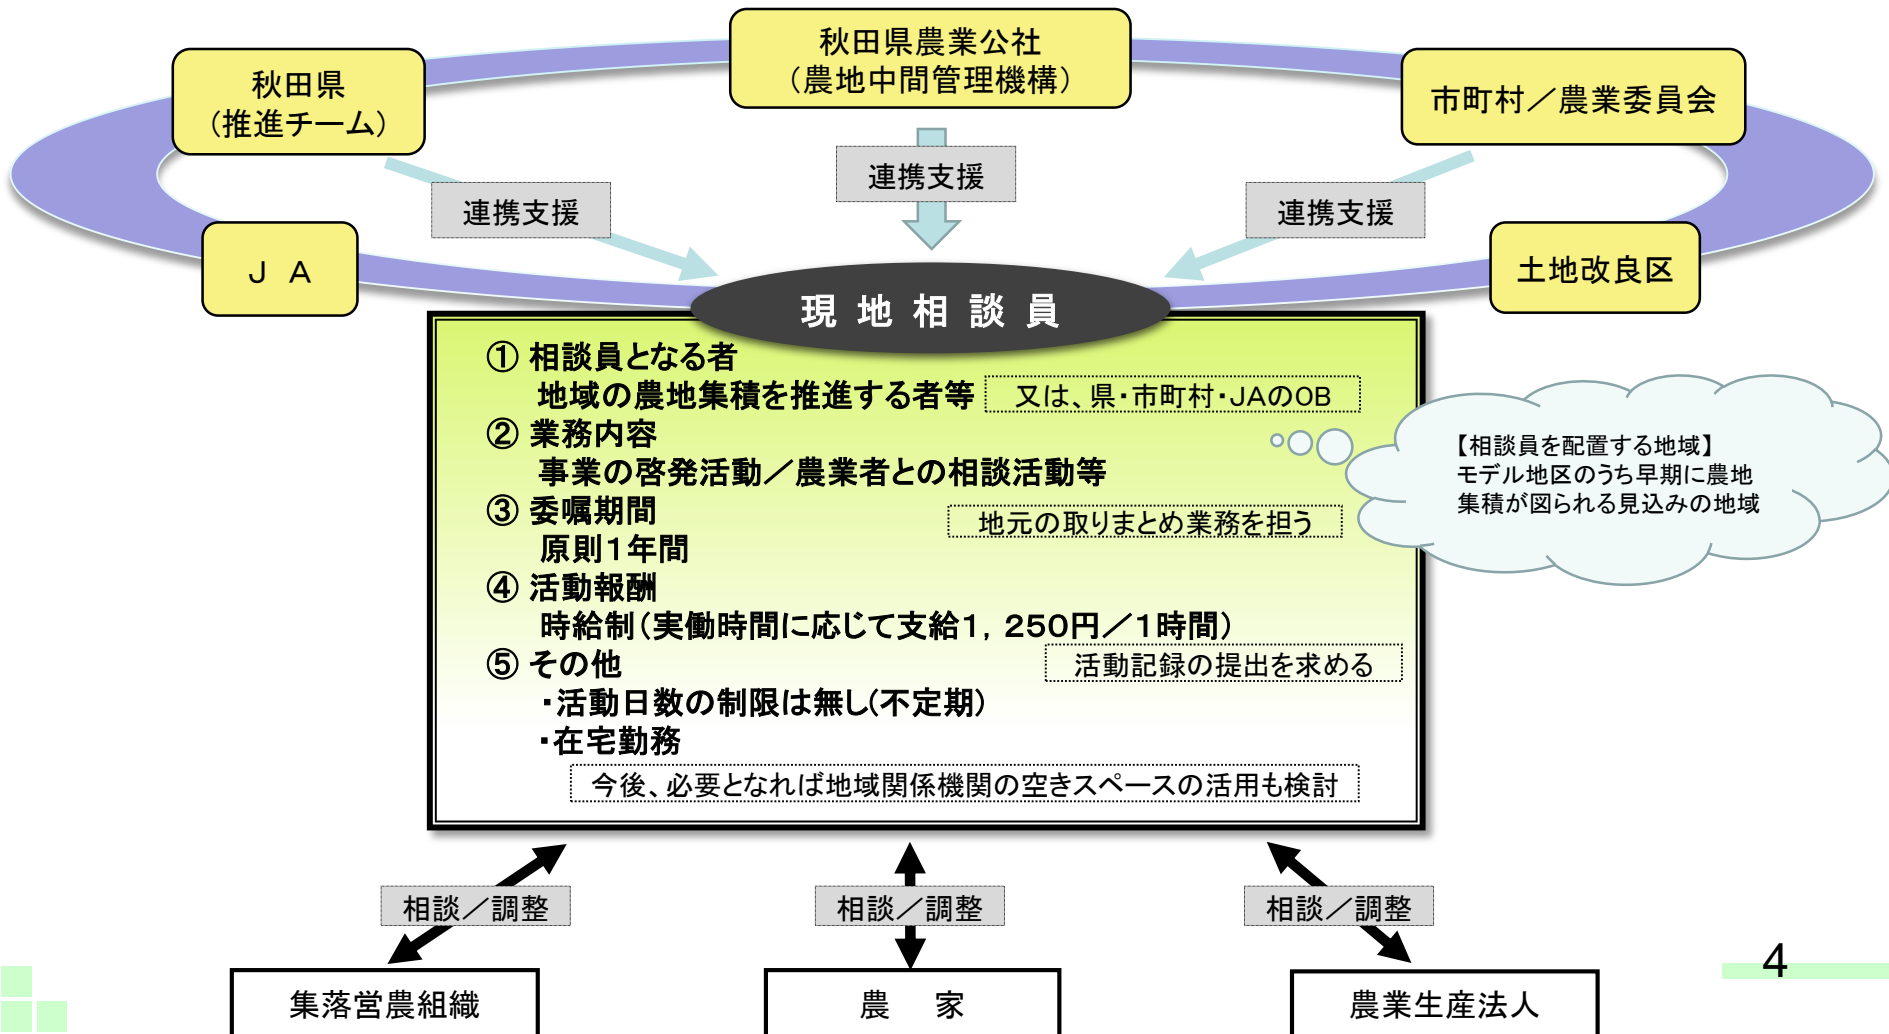 秋田県農業公社
（農地中間管理機構）
秋田県
（推進チーム）
市町村／農業委員会
連携支援
連携支援
連携支援
ＪＡ
土地改良区
現地相談員
① 相談員となる者
地域の農地集積を推進する者等
又は、県・市町村・JAのOB
② 業務内容
事業の啓発活動／農業者との相談活動等
③ 委嘱期間
地元の取りまとめ業務を担う
原則１年間
④ 活動報酬
時給制（実働時間に応じて支給１，２５０円／１時間）
⑤ その他
活動記録の提出を求める
・活動日数の制限は無し(不定期）
・在宅勤務
今後、必要となれば地域関係機関の空きスペースの活用も検討
【相談員を配置する地域】
モデル地区のうち早期に農地
集積が図られる見込みの地域
相談／調整
相談／調整
相談／調整
集落営農組織
農　家
農業生産法人
4